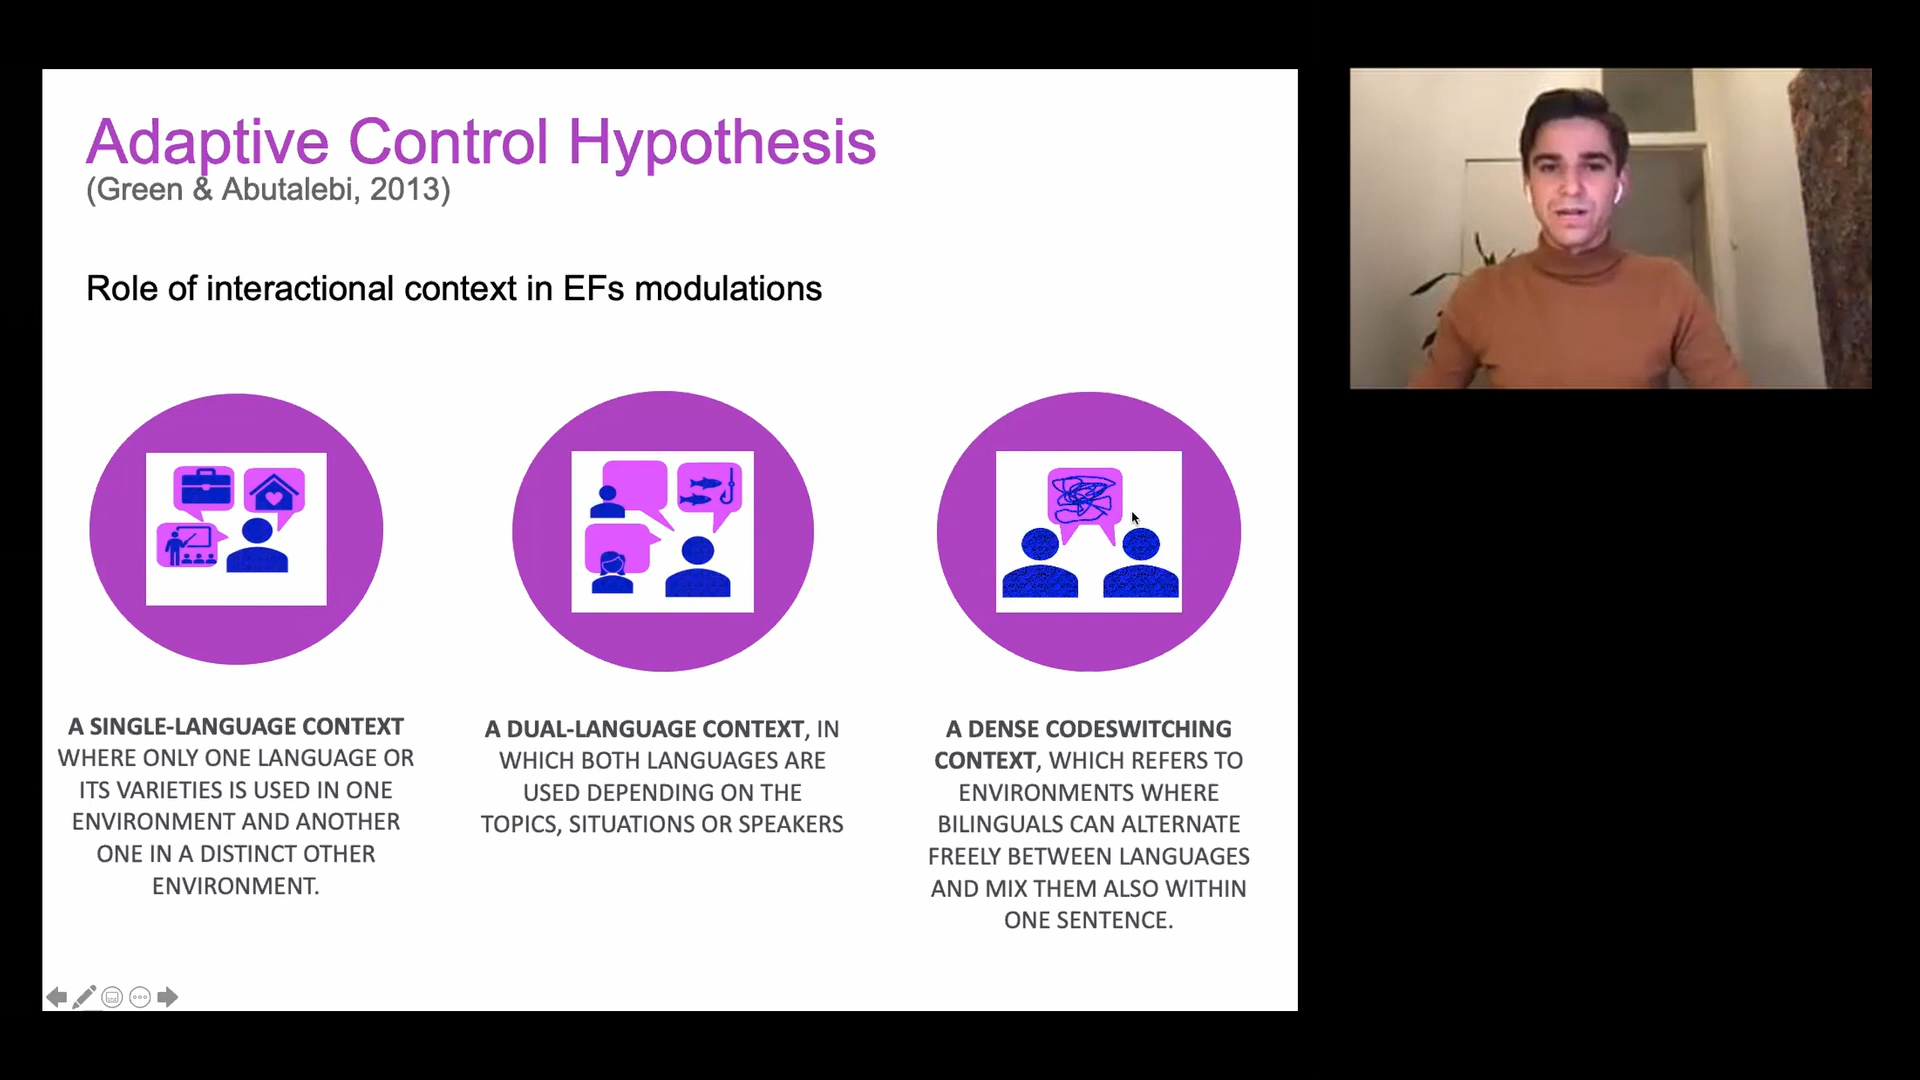 Adaptive Control Hypothesis
(Green & Abutalebi, 2013)
Role of interactional context in EFs modulations
A SINGLE-LANGUAGE CONTEXT
WHERE ONLY ONE LANGUAGE OR
ITS VARIETIES IS USED IN ONE
ENVIRONMENT AND ANOTHER
ONE IN A DISTINCT OTHER
ENVIRONMENT.
A DUAL-LANGUAGE CONTEXT, IN
WHICH BOTH LANGUAGES ARE
USED DEPENDING ON THE
TOPICS, SITUATIONS OR SPEAKERS
A DENSE CODESWITCHING
CONTEXT, WHICH REFERS TO
ENVIRONMENTS WHERE
BILINGUALS CAN ALTERNATE
FREELY BETWEEN LANGUAGES
AND MIX THEM ALSO WITHIN
ONE SENTENCE.